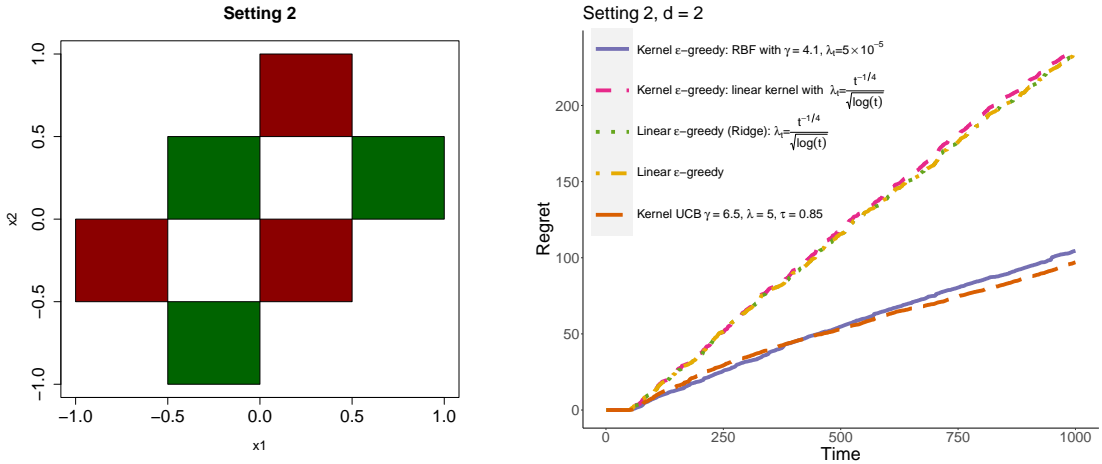 Setting 2
x2
1.0
0.5
0.0
−0.5
−1.0
−1.0 −0.5 0.0 0.5 1.0
x1
Setting 2, d = 2
Kernel ε−greedy: RBF with γ = 4.1, λt=5×10−5
Kernel ε−greedy: linear kernel with λt= t−1/4 / √log(t)
Linear ε−greedy (Ridge): λt= t−1/4 / √log(t)
Linear ε−greedy
Kernel UCB γ = 6.5, λ = 5, τ = 0.85
Regret
200
150
100
50
0
0 250 500 750 1000
Time